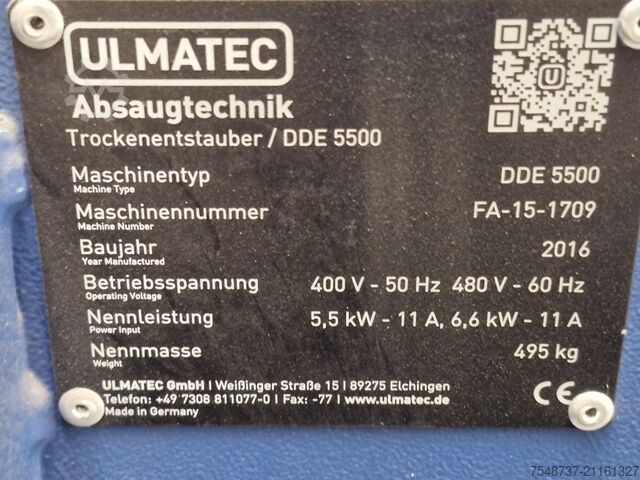 ULMATEC
Absaugtechnik
Trockenentstauber / DDE 5500
Maschinentyp DDE 5500
Machine Type
Maschinennummer FA-15-1709
Machine Number
Baujahr 2016
Year Manufactured
Betriebsspannung 400 V - 50 Hz 480 V - 60 Hz
Operating Voltage
Nennleistung 5,5 kW - 11 A, 6,6 kW - 11 A
Power Input
Nennmasse 495 kg
Weight
ULMATEC GmbH | Weißinger Straße 15 | 89275 Elchingen
Telefon: +49 7308 811077-0 | Fax: -77 | www.ulmatec.de
Made in Germany
CE
7548737-21161327